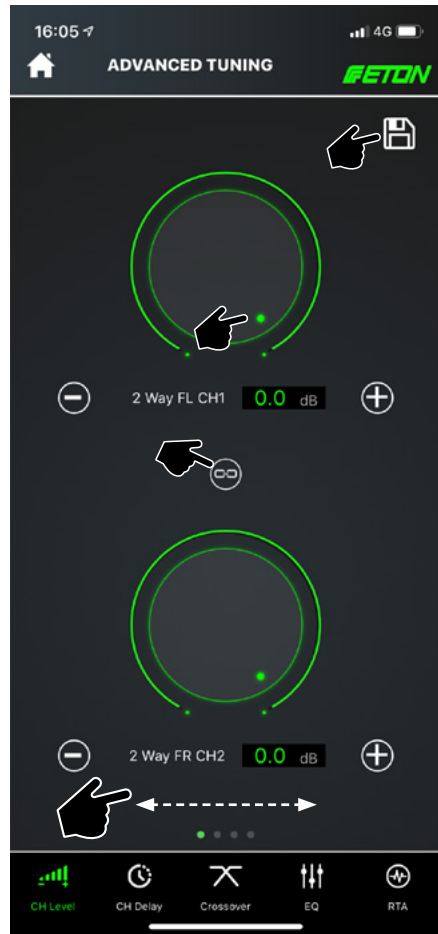 16:05 4G
ADVANCED TUNING ETON
2 Way FL CH1 0.0 dB
2 Way FR CH2 0.0 dB
CH Level CH Delay Crossover EQ RTA